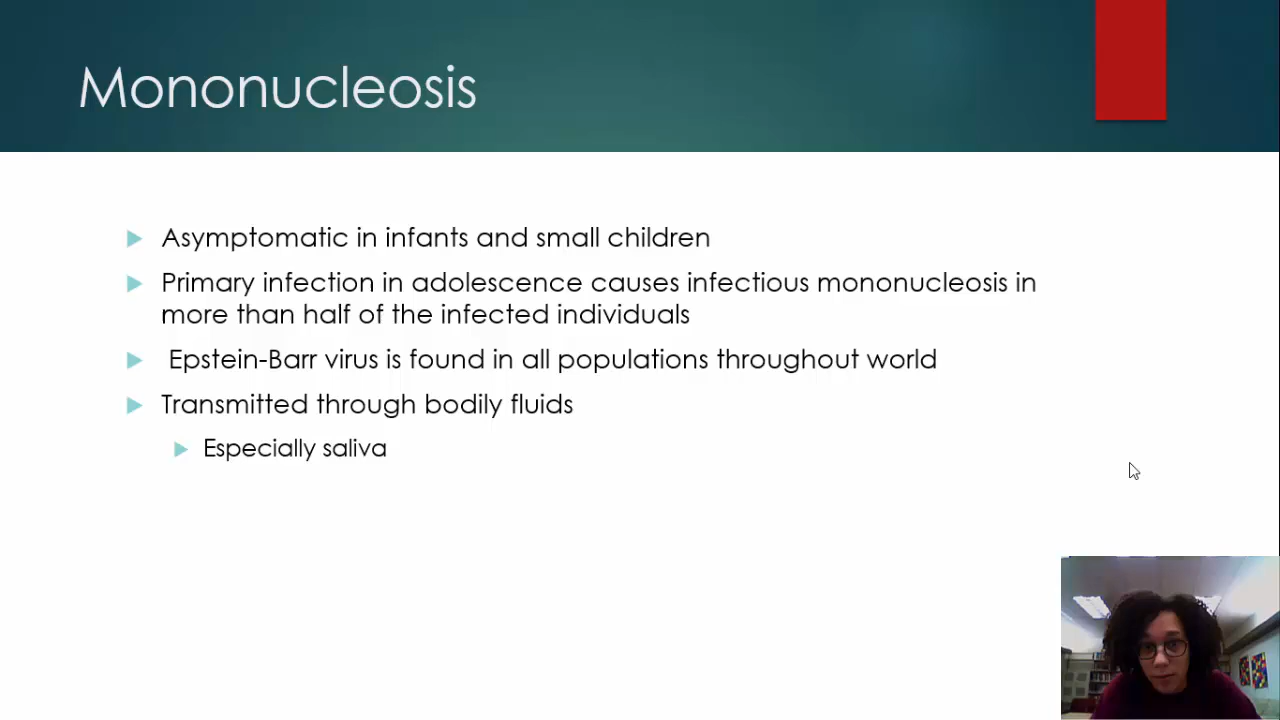 Mononucleosis
Asymptomatic in infants and small children
Primary infection in adolescence causes infectious mononucleosis in
more than half of the infected individuals
Epstein-Barr virus is found in all populations throughout world
Transmitted through bodily fluids
Especially saliva